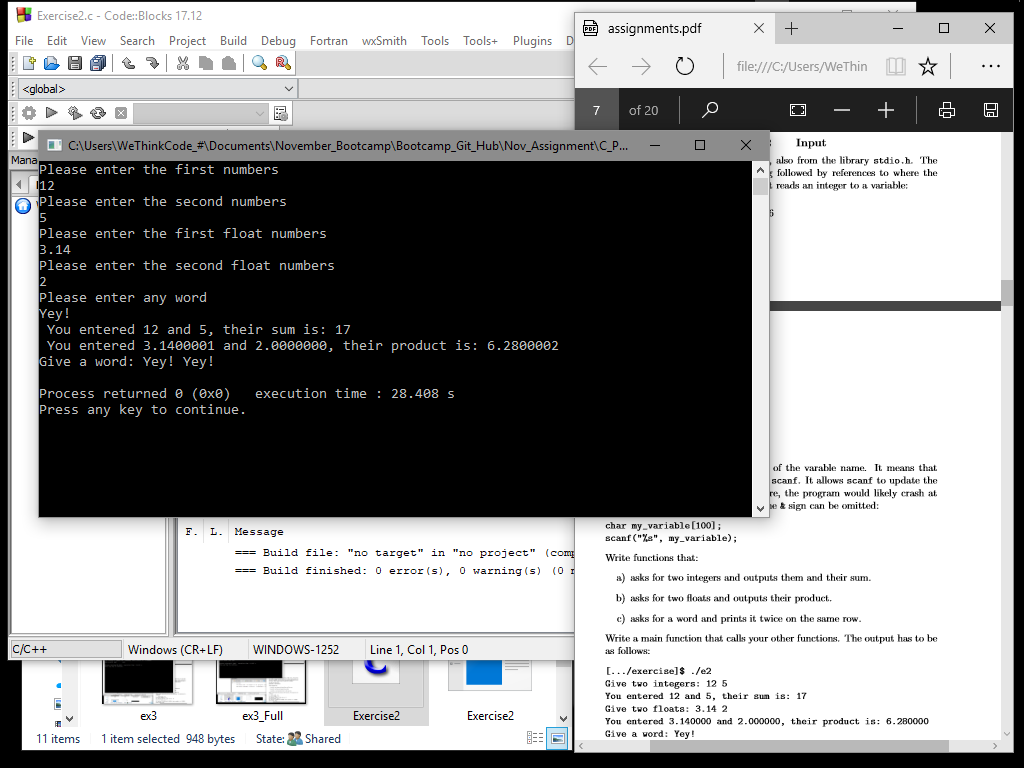 Exercise2.c - Code::Blocks 17.12
File Edit View Search Project Build Debug Fortran wxSmith Tools Tools+ Plugins D
<global>
Mana
C:\Users\WeThinkCode_#\Documents\November_Bootcamp\Bootcamp_Git_Hub\Nov_Assignment\C_P...
Please enter the first numbers
12
Please enter the second numbers
5
Please enter the first float numbers
3.14
Please enter the second float numbers
2
Please enter any word
Yey!
You entered 12 and 5, their sum is: 17
You entered 3.1400001 and 2.0000000, their product is: 6.2800002
Give a word: Yey! Yey!
Process returned 0 (0x0) execution time : 28.408 s
Press any key to continue.
F. L. Message
=== Build file: "no target" in "no project" (comp
=== Build finished: 0 error(s), 0 warning(s) (0 m
C/C++ Windows (CR+LF) WINDOWS-1252 Line 1, Col 1, Pos 0
ex3 ex3_Full Exercise2 Exercise2
11 items 1 item selected 948 bytes State: Shared
PDF assignments.pdf
file:///C:/Users/WeThin
7 of 20
Input
, also from the library stdio.h. The
followed by references to where the
reads an integer to a variable:
of the varable name. It means that
scanf. It allows scanf to update the
re, the program would likely crash at
& sign can be omitted:
char my_variable[100];
scanf("%s", my_variable);
Write functions that:
a) asks for two integers and outputs them and their sum.
b) asks for two floats and outputs their product.
c) asks for a word and prints it twice on the same row.
Write a main function that calls your other functions. The output has to be
as follows:
[.../exercise]$ ./e2
Give two integers: 12 5
You entered 12 and 5, their sum is: 17
Give two floats: 3.14 2
You entered 3.140000 and 2.000000, their product is: 6.280000
Give a word: Yey!